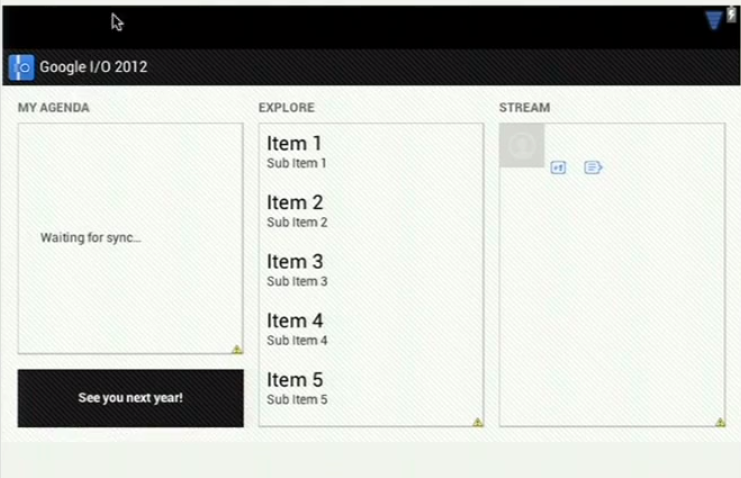 Google I/O 2012
MY AGENDA
Waiting for sync...
See you next year!
EXPLORE
Item 1
Sub Item 1
Item 2
Sub Item 2
Item 3
Sub Item 3
Item 4
Sub Item 4
Item 5
Sub Item 5
STREAM
+1